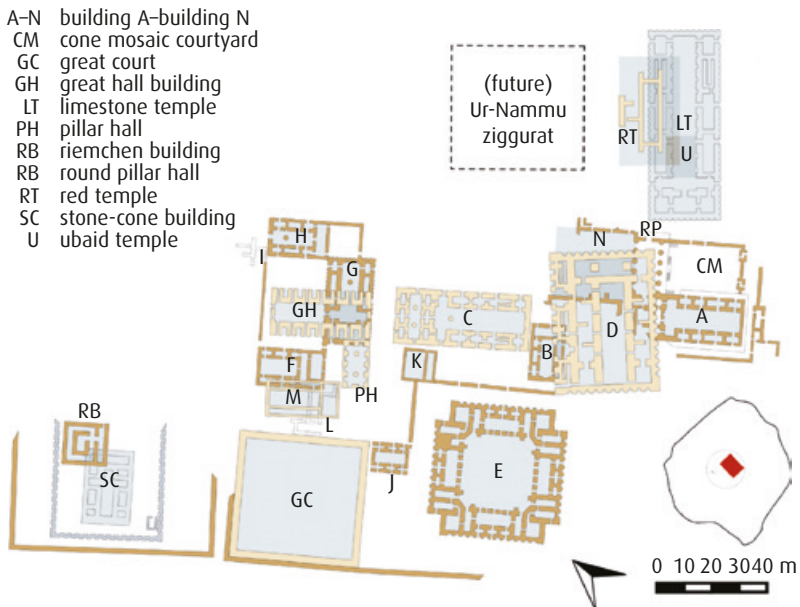 A–N building A–building N
CM cone mosaic courtyard
GC great court
GH great hall building
LT limestone temple
PH pillar hall
RB riemchen building
RB round pillar hall
RT red temple
SC stone-cone building
U ubaid temple
(future)
Ur-Nammu
ziggurat
RT
LT
U
H
I
G
GH
N
RP
CM
C
A
D
B
F
K
M
PH
L
RB
SC
GC
J
E
0 10 20 30 40 m